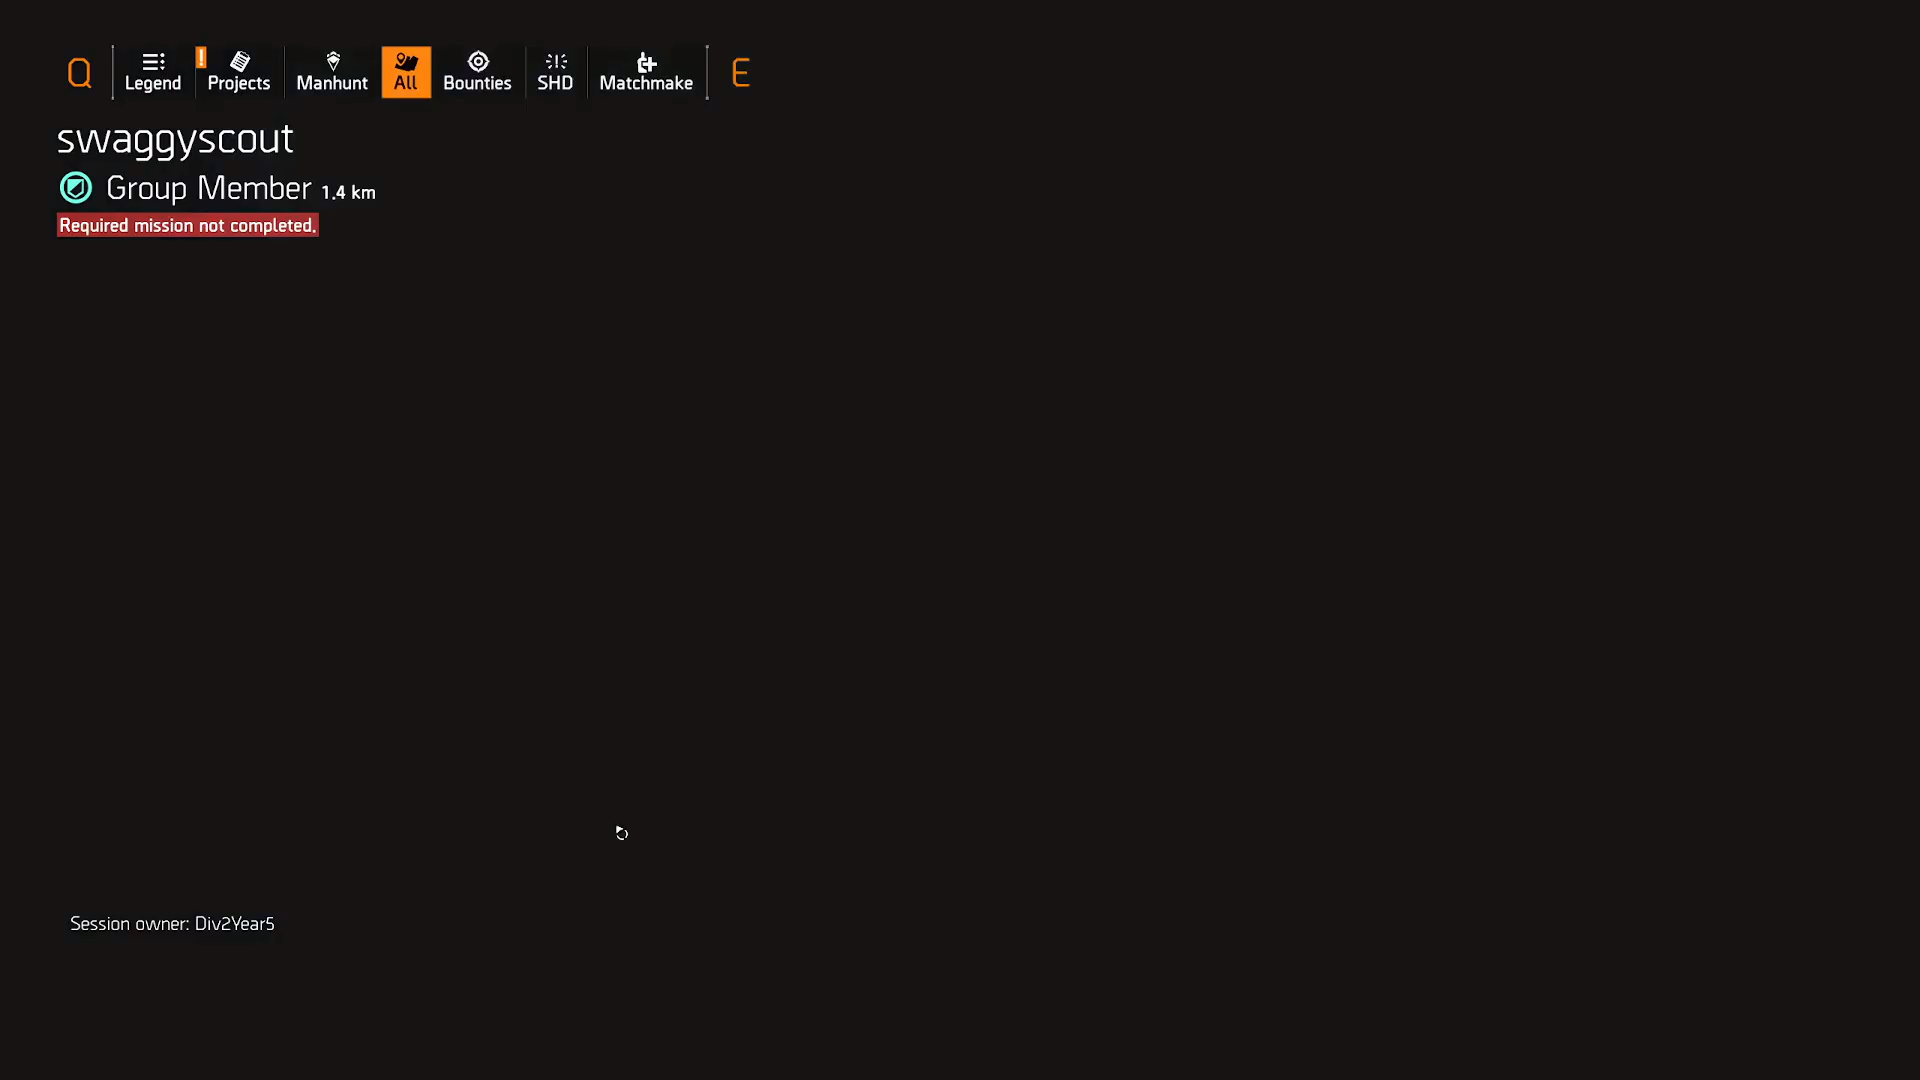 Q Legend ! Projects Manhunt All Bounties SHD Matchmake E
swaggyscout
Group Member 1.4 km
Required mission not completed.
Session owner: Div2Year5